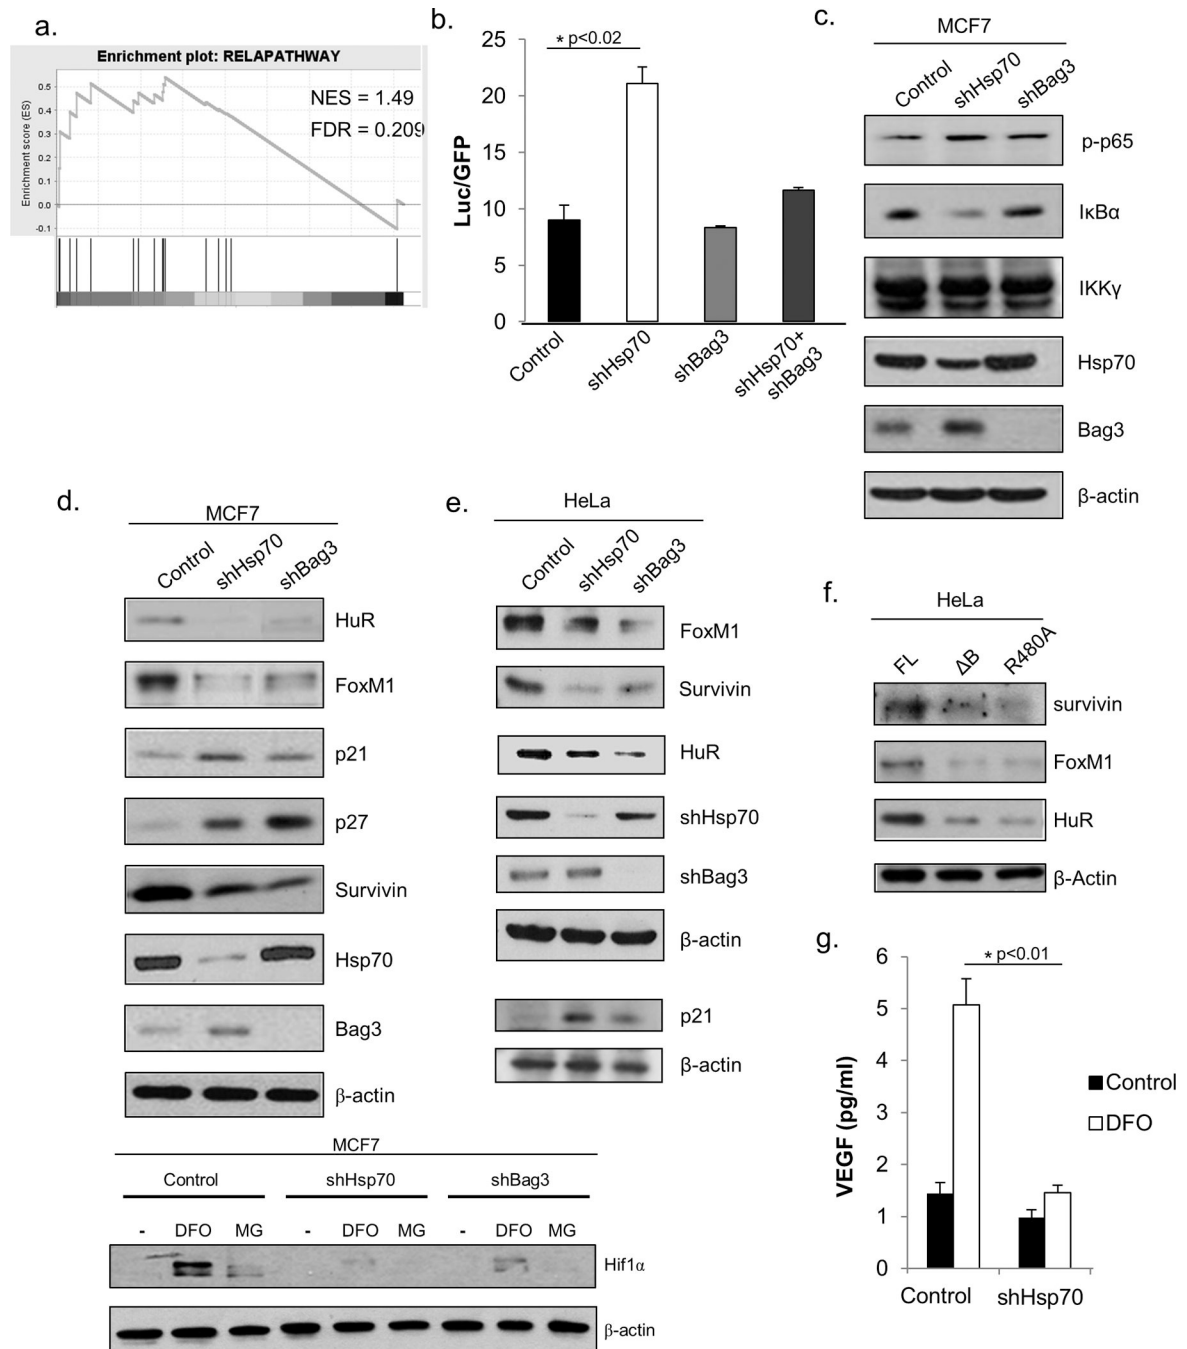 a.
Enrichment plot: RELAPATHWAY
Enrichment score (ES)
0.5
0.4
0.3
0.2
0.1
0.0
-0.1
NES = 1.49
FDR = 0.209
b.
* p<0.02
Luc/GFP
25
20
15
10
5
0
Control
shHsp70
shBag3
shHsp70+
shBag3
c.
MCF7
Control
shHsp70
shBag3
p-p65
IκBα
IKKγ
Hsp70
Bag3
β-actin
d.
MCF7
Control
shHsp70
shBag3
HuR
FoxM1
p21
p27
Survivin
Hsp70
Bag3
β-actin
MCF7
Control shHsp70 shBag3
- DFO MG - DFO MG - DFO MG
Hif1α
β-actin
e.
HeLa
Control
shHsp70
shBag3
FoxM1
Survivin
HuR
shHsp70
shBag3
β-actin
p21
β-actin
f.
HeLa
FL
ΔB
R480A
survivin
FoxM1
HuR
β-Actin
g.
* p<0.01
VEGF (pg/ml)
6
5
4
3
2
1
0
Control
DFO
Control shHsp70